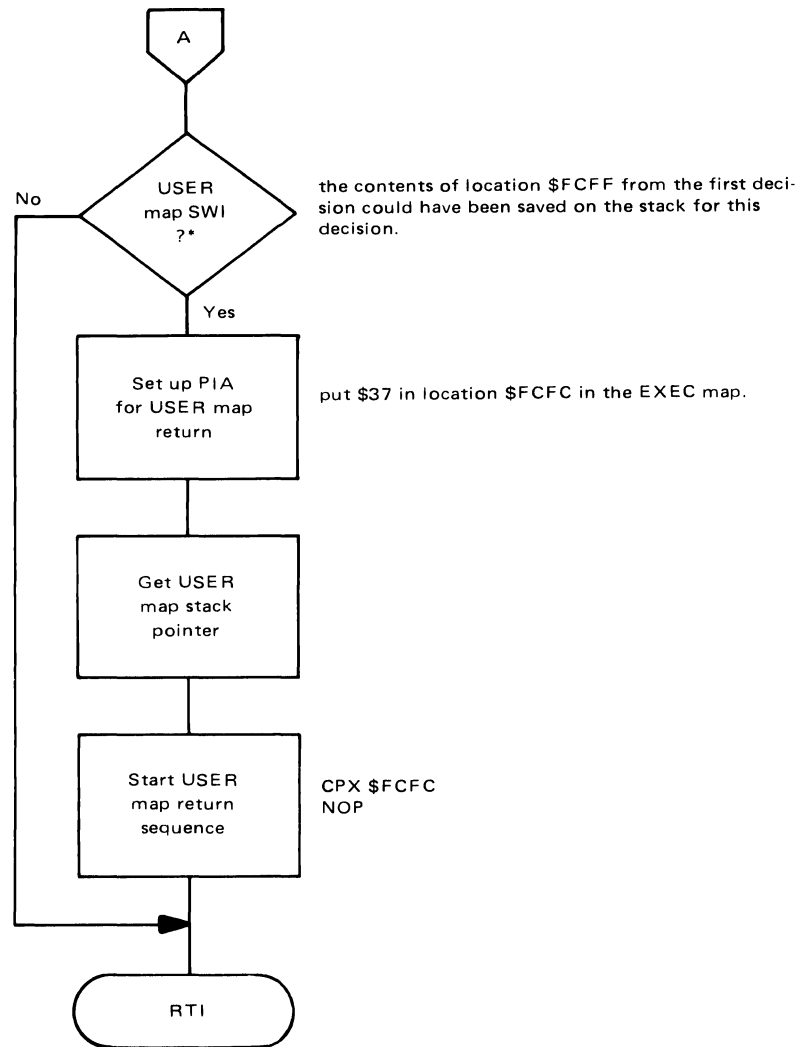 A
USER
map SWI
?*
No
the contents of location $FCFF from the first deci-
sion could have been saved on the stack for this
decision.
Yes
Set up PIA
for USER map
return
put $37 in location $FCFC in the EXEC map.
Get USER
map stack
pointer
Start USER
map return
sequence
CPX $FCFC
NOP
RTI